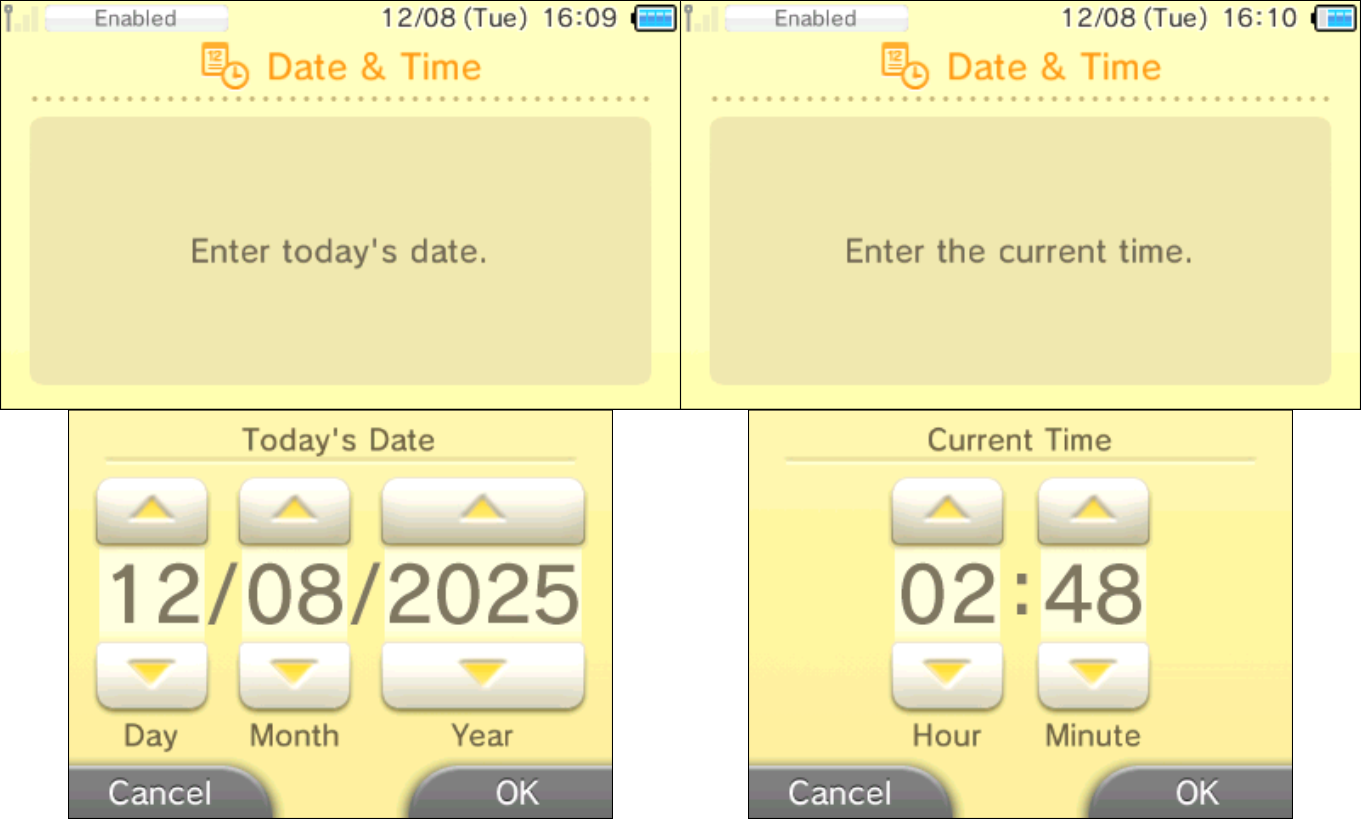 Enabled 12/08 (Tue) 16:09
12 Date & Time
Enter today's date.
Today's Date
12/08/2025
Day Month Year
Cancel OK
Enabled 12/08 (Tue) 16:10
12 Date & Time
Enter the current time.
Current Time
02:48
Hour Minute
Cancel OK